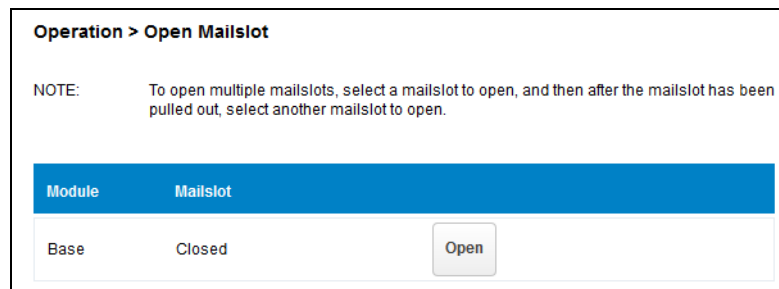 Operation > Open Mailslot
NOTE: To open multiple mailslots, select a mailslot to open, and then after the mailslot has been
pulled out, select another mailslot to open.
Module Mailslot
Base Closed Open